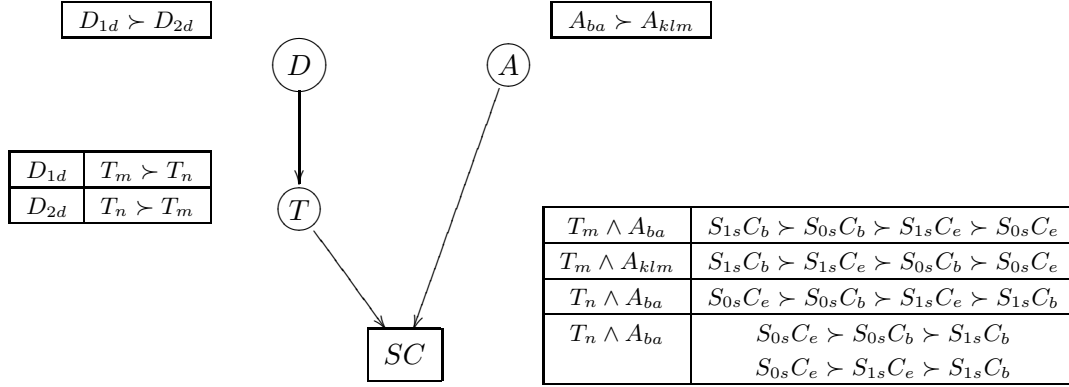 D_{1d} ≻ D_{2d}
A_{ba} ≻ A_{klm}
D
A
D_{1d} T_m ≻ T_n
D_{2d} T_n ≻ T_m
T
T_m ∧ A_{ba} S_{1s}C_b ≻ S_{0s}C_b ≻ S_{1s}C_e ≻ S_{0s}C_e
T_m ∧ A_{klm} S_{1s}C_b ≻ S_{1s}C_e ≻ S_{0s}C_b ≻ S_{0s}C_e
T_n ∧ A_{ba} S_{0s}C_e ≻ S_{0s}C_b ≻ S_{1s}C_e ≻ S_{1s}C_b
T_n ∧ A_{ba} S_{0s}C_e ≻ S_{0s}C_b ≻ S_{1s}C_b
S_{0s}C_e ≻ S_{1s}C_e ≻ S_{1s}C_b
SC